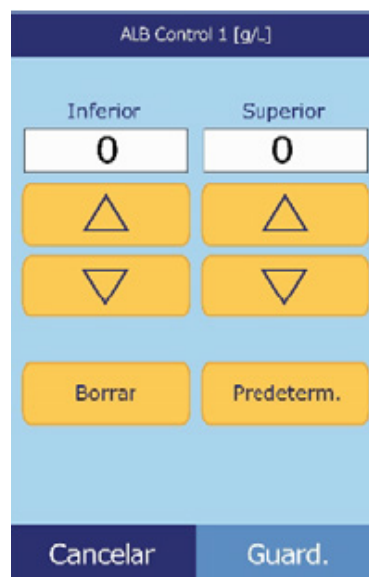 ALB Control 1 [g/L]
Inferior Superior
0 0
Borrar Predeterm.
Cancelar Guard.